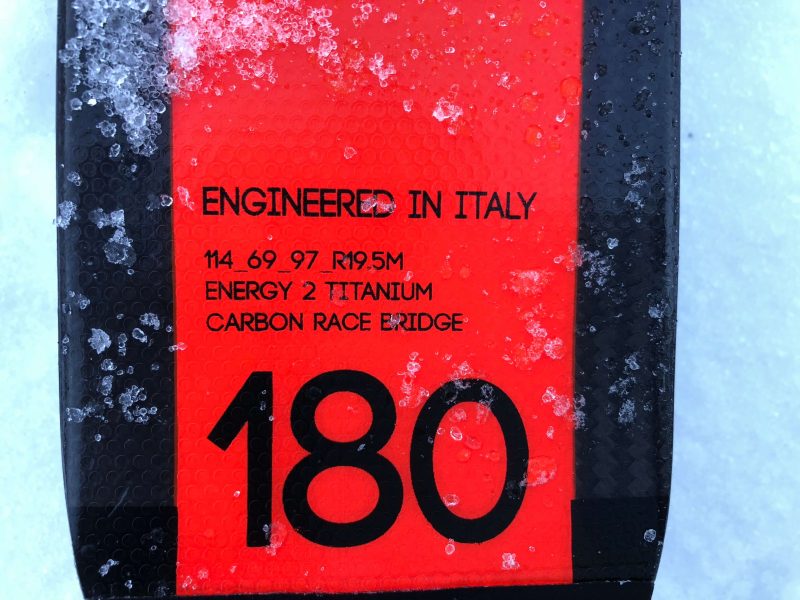 ENGINEERED IN ITALY
114_69_97_R19.5M
ENERGY 2 TITANIUM
CARBON RACE BRIDGE
180